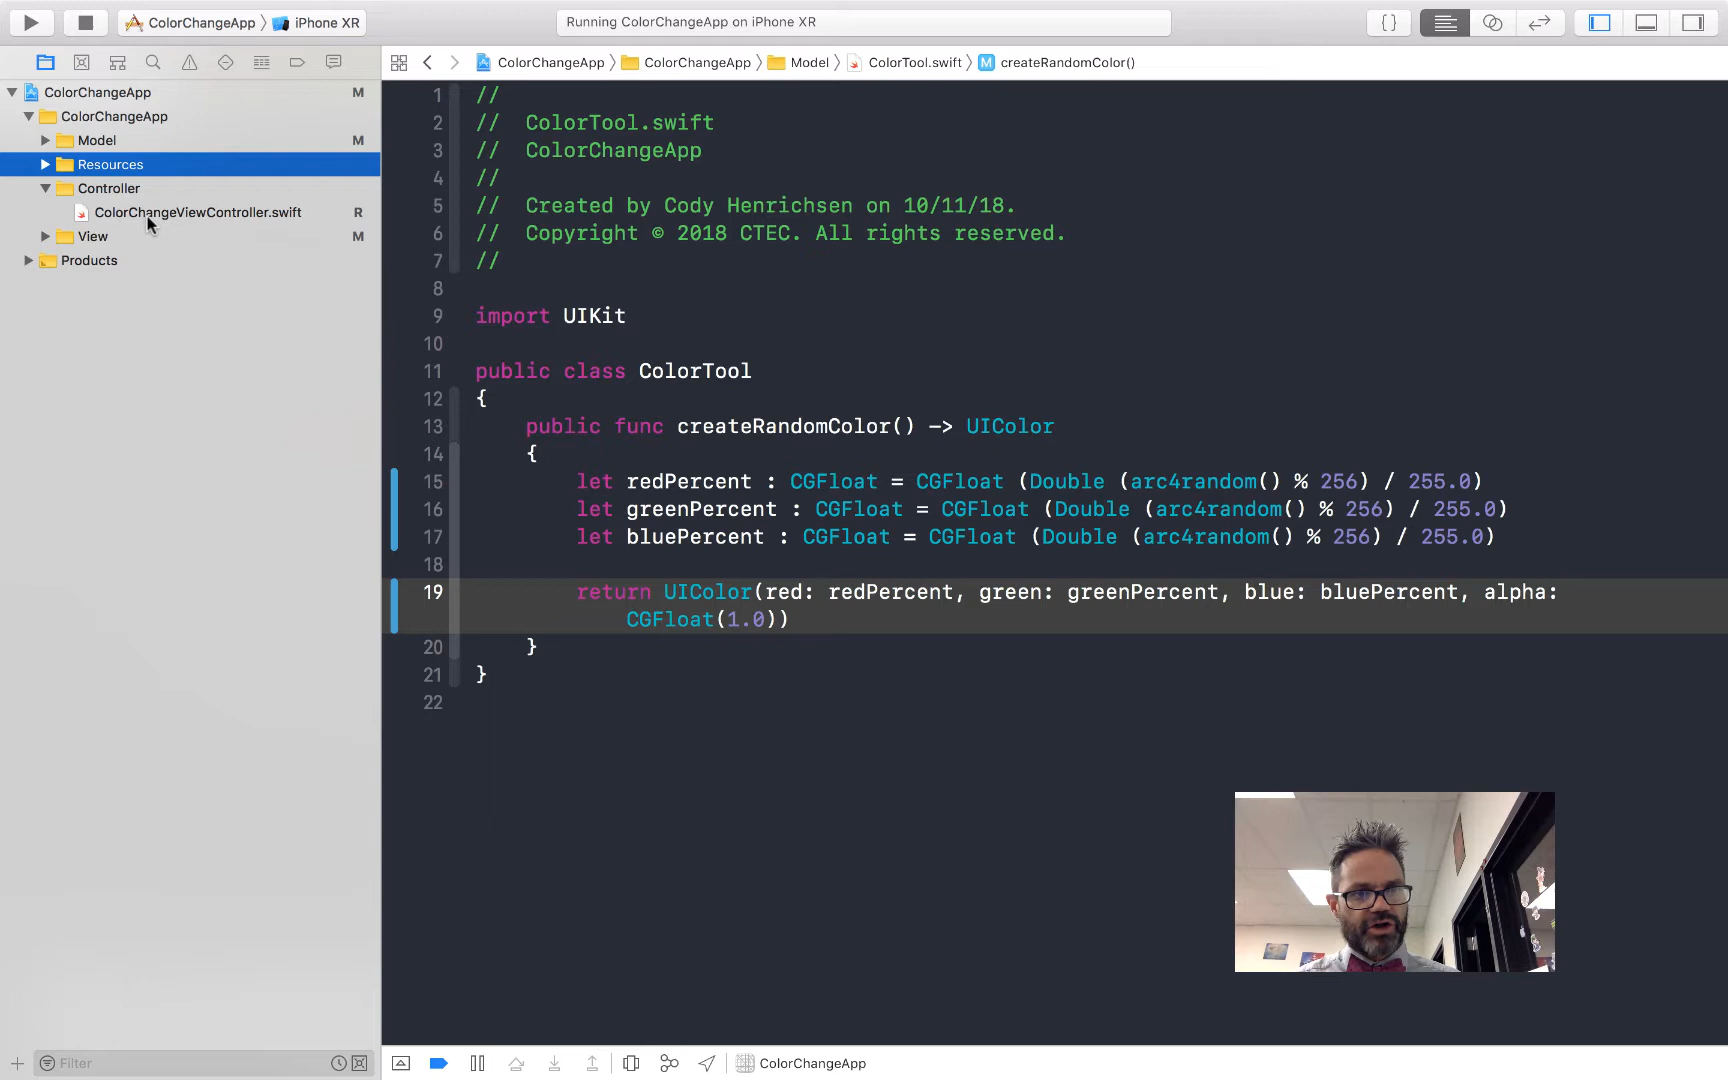 ColorChangeApp 〉 iPhone XR
Running ColorChangeApp on iPhone XR
{ }
ColorChangeApp M
ColorChangeApp
Model M
Resources
Controller
ColorChangeViewController.swift R
View M
Products
Filter
ColorChangeApp 〉 ColorChangeApp 〉 Model 〉 ColorTool.swift 〉 M createRandomColor()
1 //
2 //  ColorTool.swift
3 //  ColorChangeApp
4 //
5 //  Created by Cody Henrichsen on 10/11/18.
6 //  Copyright © 2018 CTEC. All rights reserved.
7 //
8
9 import UIKit
10
11 public class ColorTool
12 {
13     public func createRandomColor() -> UIColor
14     {
15         let redPercent : CGFloat = CGFloat (Double (arc4random() % 256) / 255.0)
16         let greenPercent : CGFloat = CGFloat (Double (arc4random() % 256) / 255.0)
17         let bluePercent : CGFloat = CGFloat (Double (arc4random() % 256) / 255.0)
18
19         return UIColor(red: redPercent, green: greenPercent, blue: bluePercent, alpha:
            CGFloat(1.0))
20     }
21 }
22
ColorChangeApp